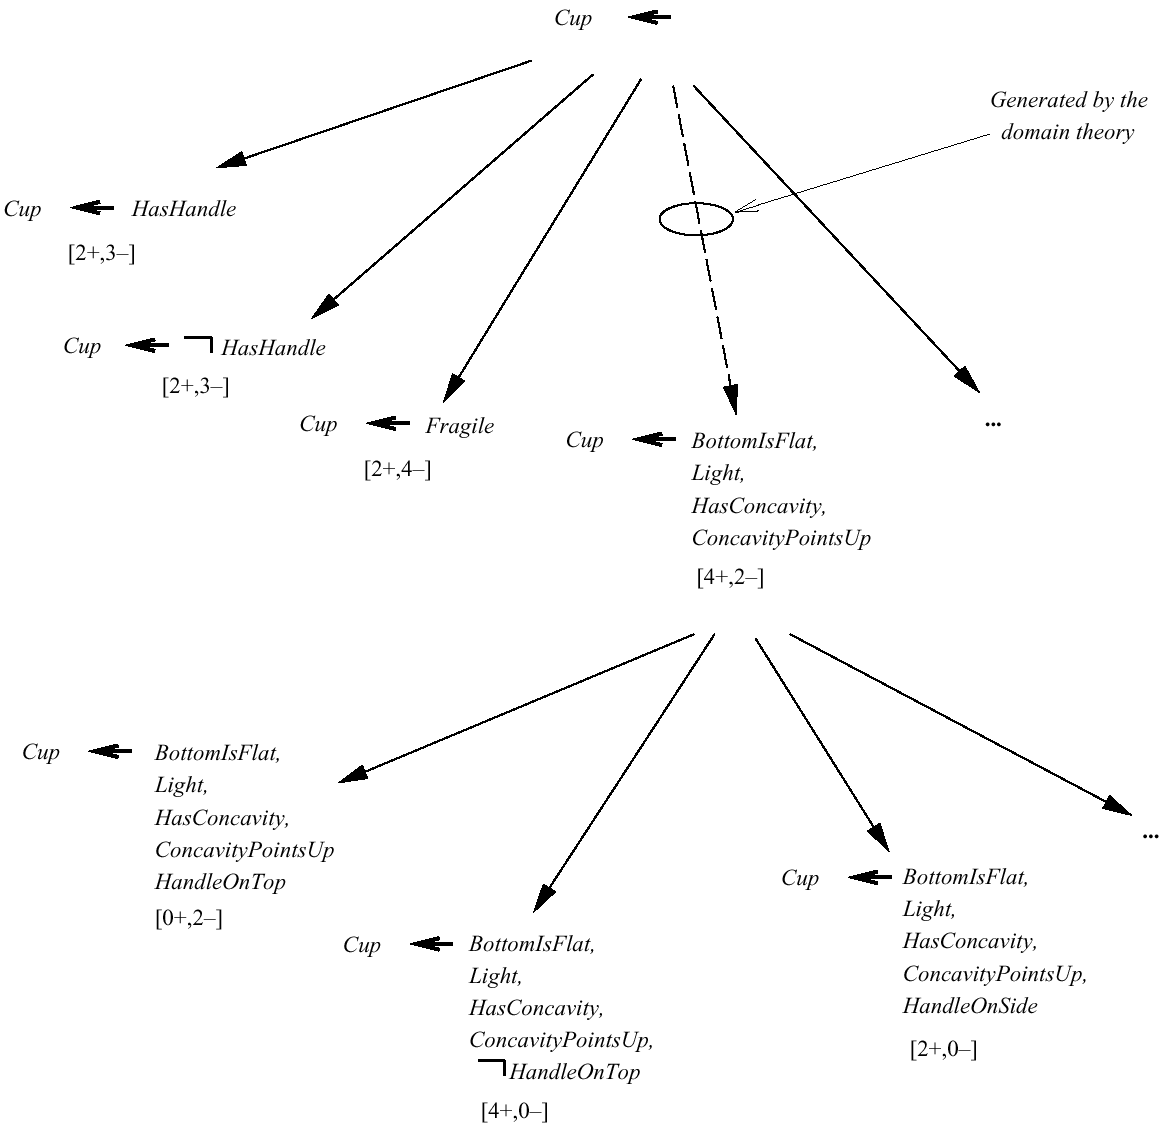 Cup ←
Generated by the
domain theory
Cup ← HasHandle
[2+,3–]
Cup ← ¬HasHandle
[2+,3–]
Cup ← Fragile
[2+,4–]
...
Cup ← BottomIsFlat,
Light,
HasConcavity,
ConcavityPointsUp
[4+,2–]
Cup ← BottomIsFlat,
Light,
HasConcavity,
ConcavityPointsUp
HandleOnTop
[0+,2–]
Cup ← BottomIsFlat,
Light,
HasConcavity,
ConcavityPointsUp,
¬HandleOnTop
[4+,0–]
Cup ← BottomIsFlat,
Light,
HasConcavity,
ConcavityPointsUp,
HandleOnSide
[2+,0–]
...